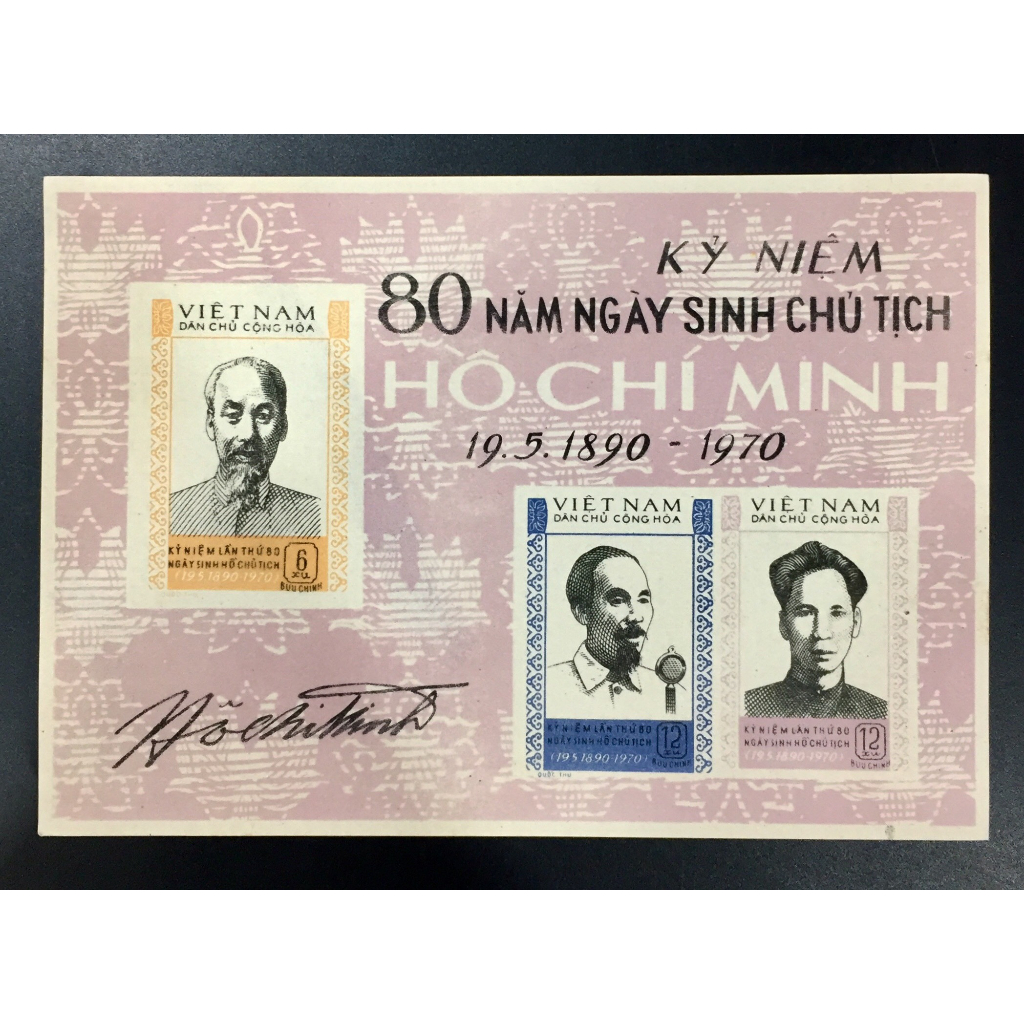 KỶ NIỆM
80 NĂM NGÀY SINH CHỦ TỊCH
HỒ CHÍ MINH
19.5.1890 - 1970
VIỆT NAM
DÂN CHỦ CỘNG HÒA
KỶ NIỆM LẦN THỨ 80
NGÀY SINH HỒ CHỦ TỊCH
(19.5.1890-1970)
6
xu
BƯU CHÍNH
VIỆT NAM
DÂN CHỦ CỘNG HÒA
KỶ NIỆM LẦN THỨ 80
NGÀY SINH HỒ CHỦ TỊCH
(19.5.1890-1970)
12
xu
BƯU CHÍNH
VIỆT NAM
DÂN CHỦ CỘNG HÒA
KỶ NIỆM LẦN THỨ 80
NGÀY SINH HỒ CHỦ TỊCH
(19.5.1890-1970)
12
xu
BƯU CHÍNH
Hồ Chí Minh